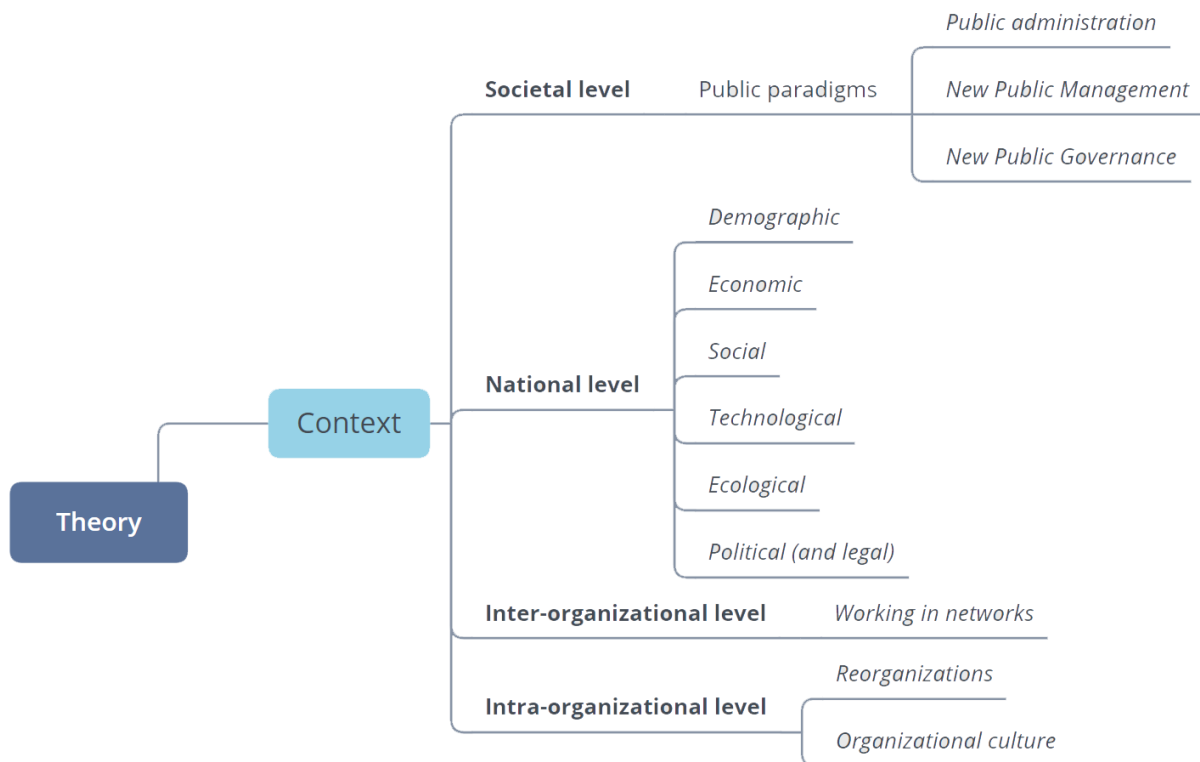 Public administration
Societal level
Public paradigms
New Public Management
New Public Governance
Demographic
Economic
Social
National level
Technological
Ecological
Political (and legal)
Context
Theory
Inter-organizational level
Working in networks
Intra-organizational level
Reorganizations
Organizational culture